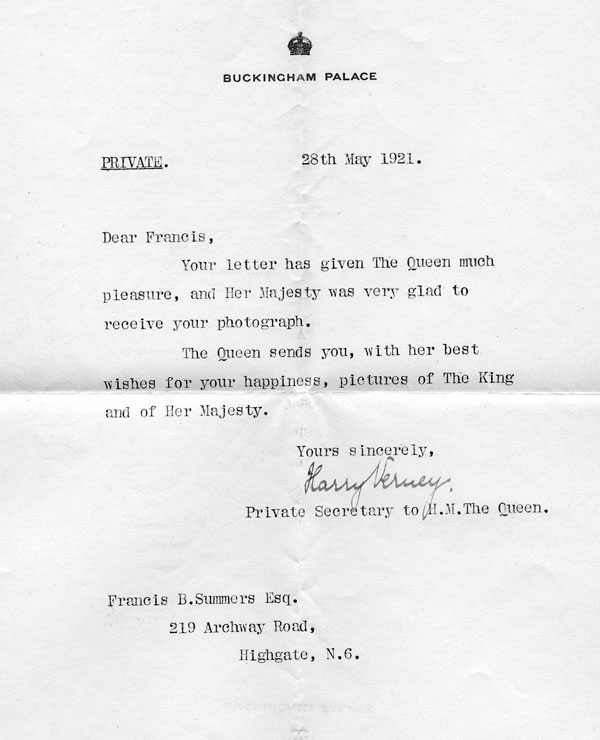 BUCKINGHAM PALACE
PRIVATE. 28th May 1921.
Dear Francis,
Your letter has given The Queen much
pleasure, and Her Majesty was very glad to
receive your photograph.
The Queen sends you, with her best
wishes for your happiness, pictures of The King
and of Her Majesty.
Yours sincerely,
Harry Verney.
Private Secretary to H.M.The Queen.
Francis B.Summers Esq.
219 Archway Road,
Highgate, N.6.